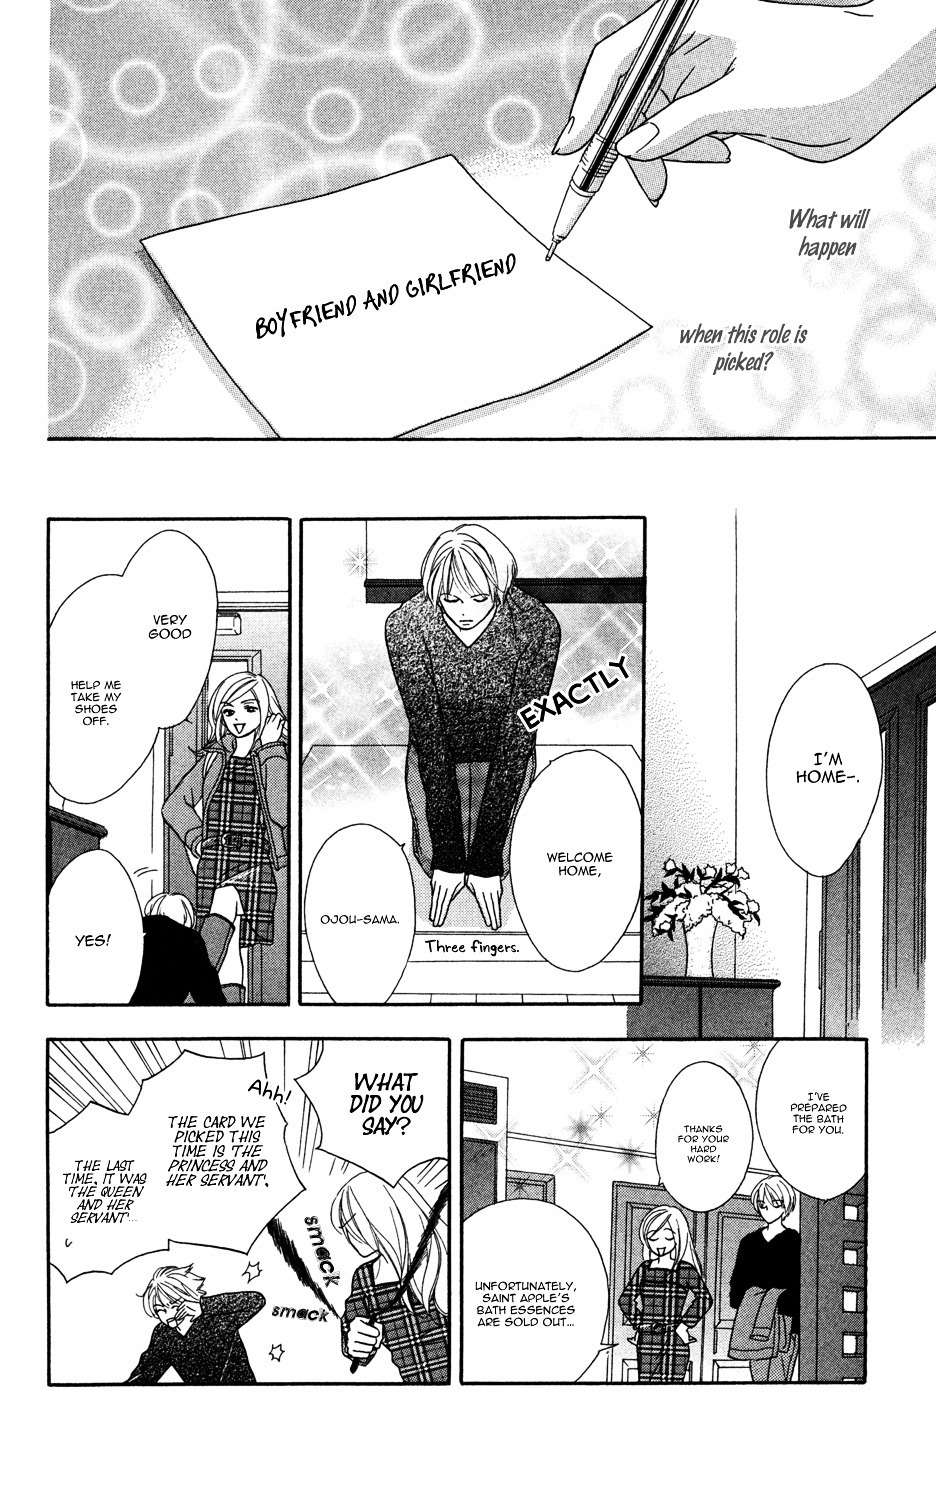 What will
happen
when this role is
picked?
BOYFRIEND AND GIRLFRIEND
I'M
HOME-.
EXACTLY
WELCOME
HOME,
OJOU-SAMA.
Three fingers.
VERY
GOOD
HELP ME
TAKE MY
SHOES
OFF.
YES!
I'VE
PREPARED
THE BATH
FOR YOU.
THANKS
FOR YOUR
HARD
WORK!
UNFORTUNATELY,
SAINT APPLE'S
BATH ESSENCES
ARE SOLD OUT...
WHAT
DID YOU
SAY?
smack
smack
Ahh!
THE CARD WE
PICKED THIS
TIME IS 'THE
PRINCESS AND
HER SERVANT'.
THE LAST
TIME, IT WAS
'THE QUEEN
AND HER
SERVANT'...